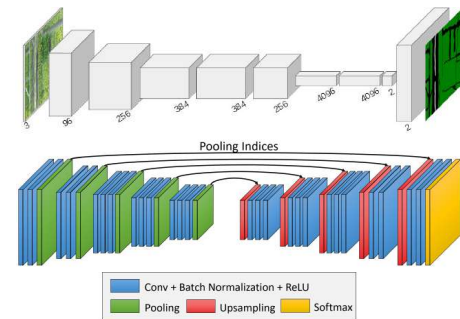 3
96
256
384
384
256
4096
4096
2
2
Pooling Indices
Conv + Batch Normalization + ReLU
Pooling
Upsampling
Softmax